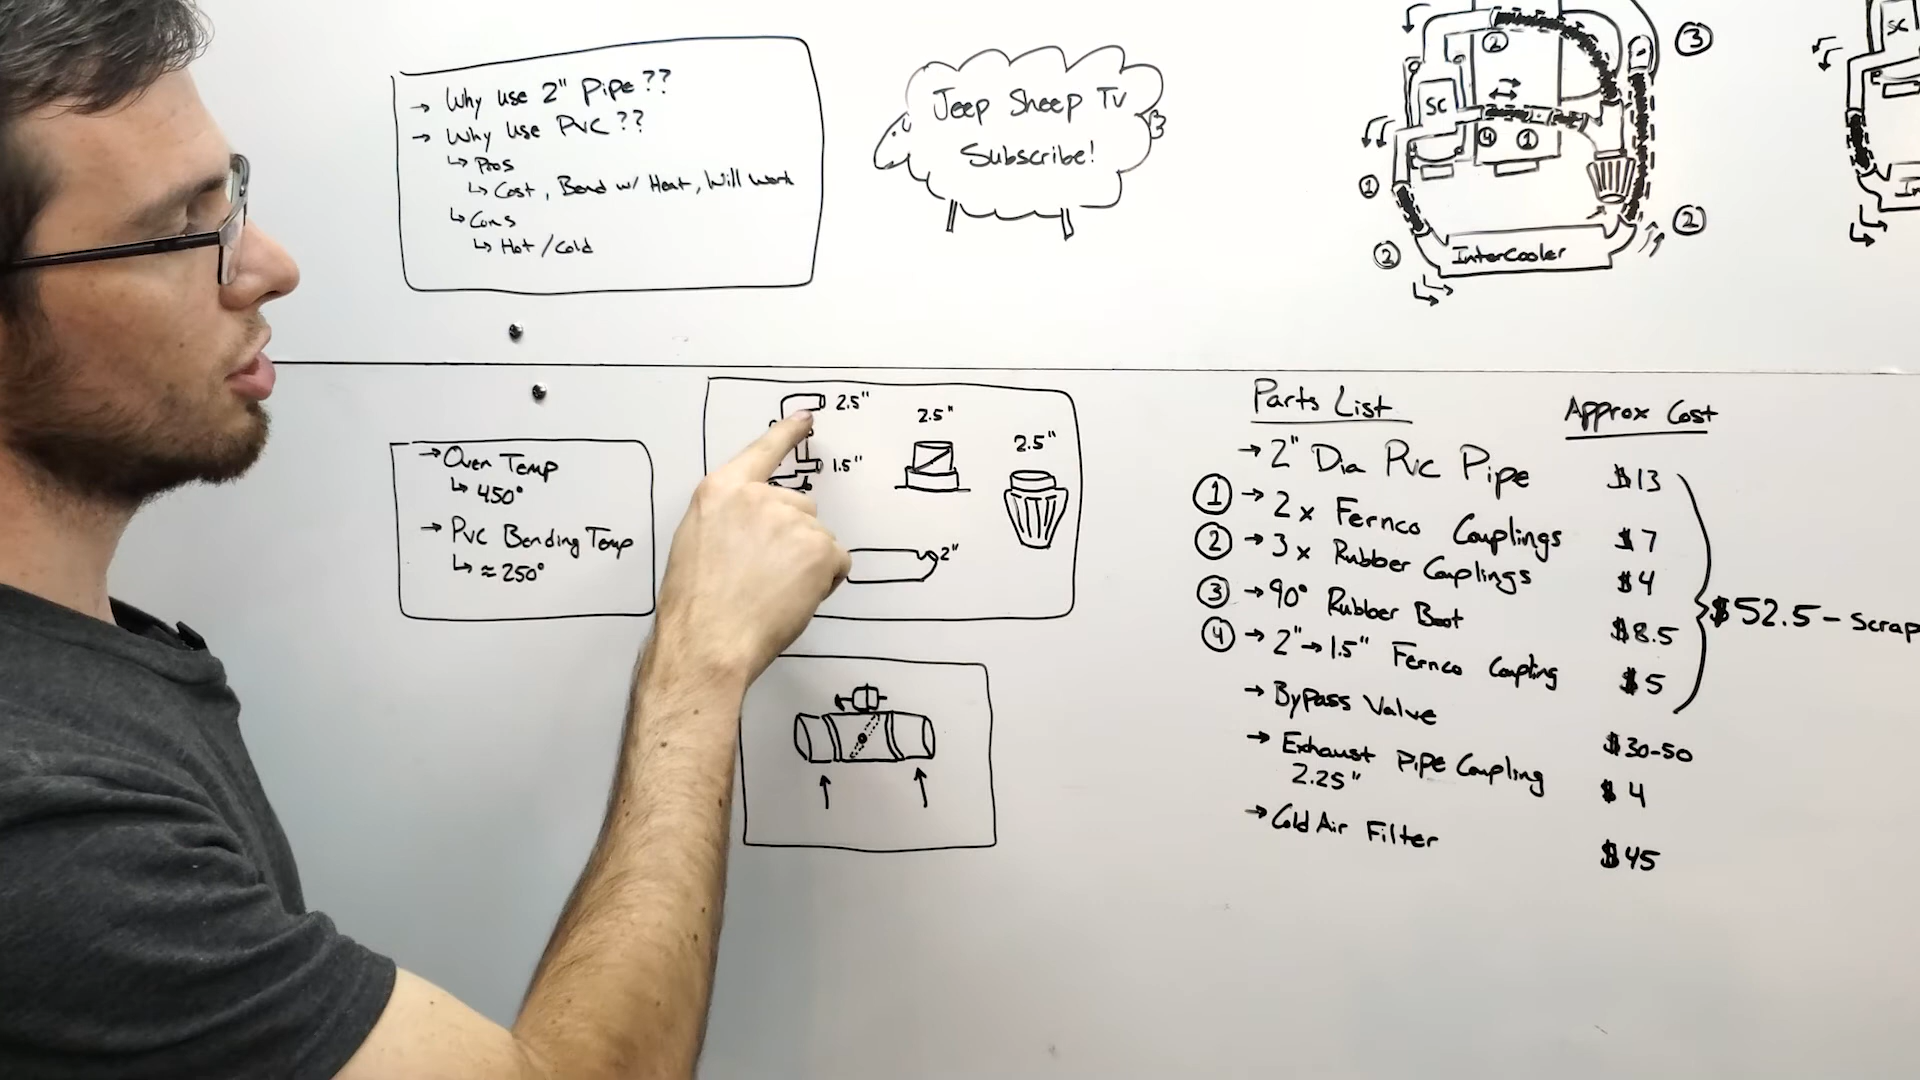 → Why use 2" Pipe??
→ Why use PVC??
↳ Pros
↳ Cost, Bend w/ Heat, Will Work
↳ Cons
↳ Hot/Cold
Jeep Sheep Tv
Subscribe!
②
③
SC
④ ②
①
②
②
InterCooler
SC
In
→ Oven Temp
↳ 450°
→ PVC Bending Temp
↳ ≈ 250°
2.5"
1.5"
2.5"
2.5"
2"
Parts List Approx Cost
→ 2" Dia PVC Pipe $13
① → 2x Fernco Couplings $7
② → 3x Rubber Couplings $4
③ → 90° Rubber Boot $8.5
④ → 2"→1.5" Fernco Coupling $5
$52.5 - Scrap
→ Bypass Valve $30-50
→ Exhaust Pipe Coupling $4
2.25"
→ Cold Air Filter $45